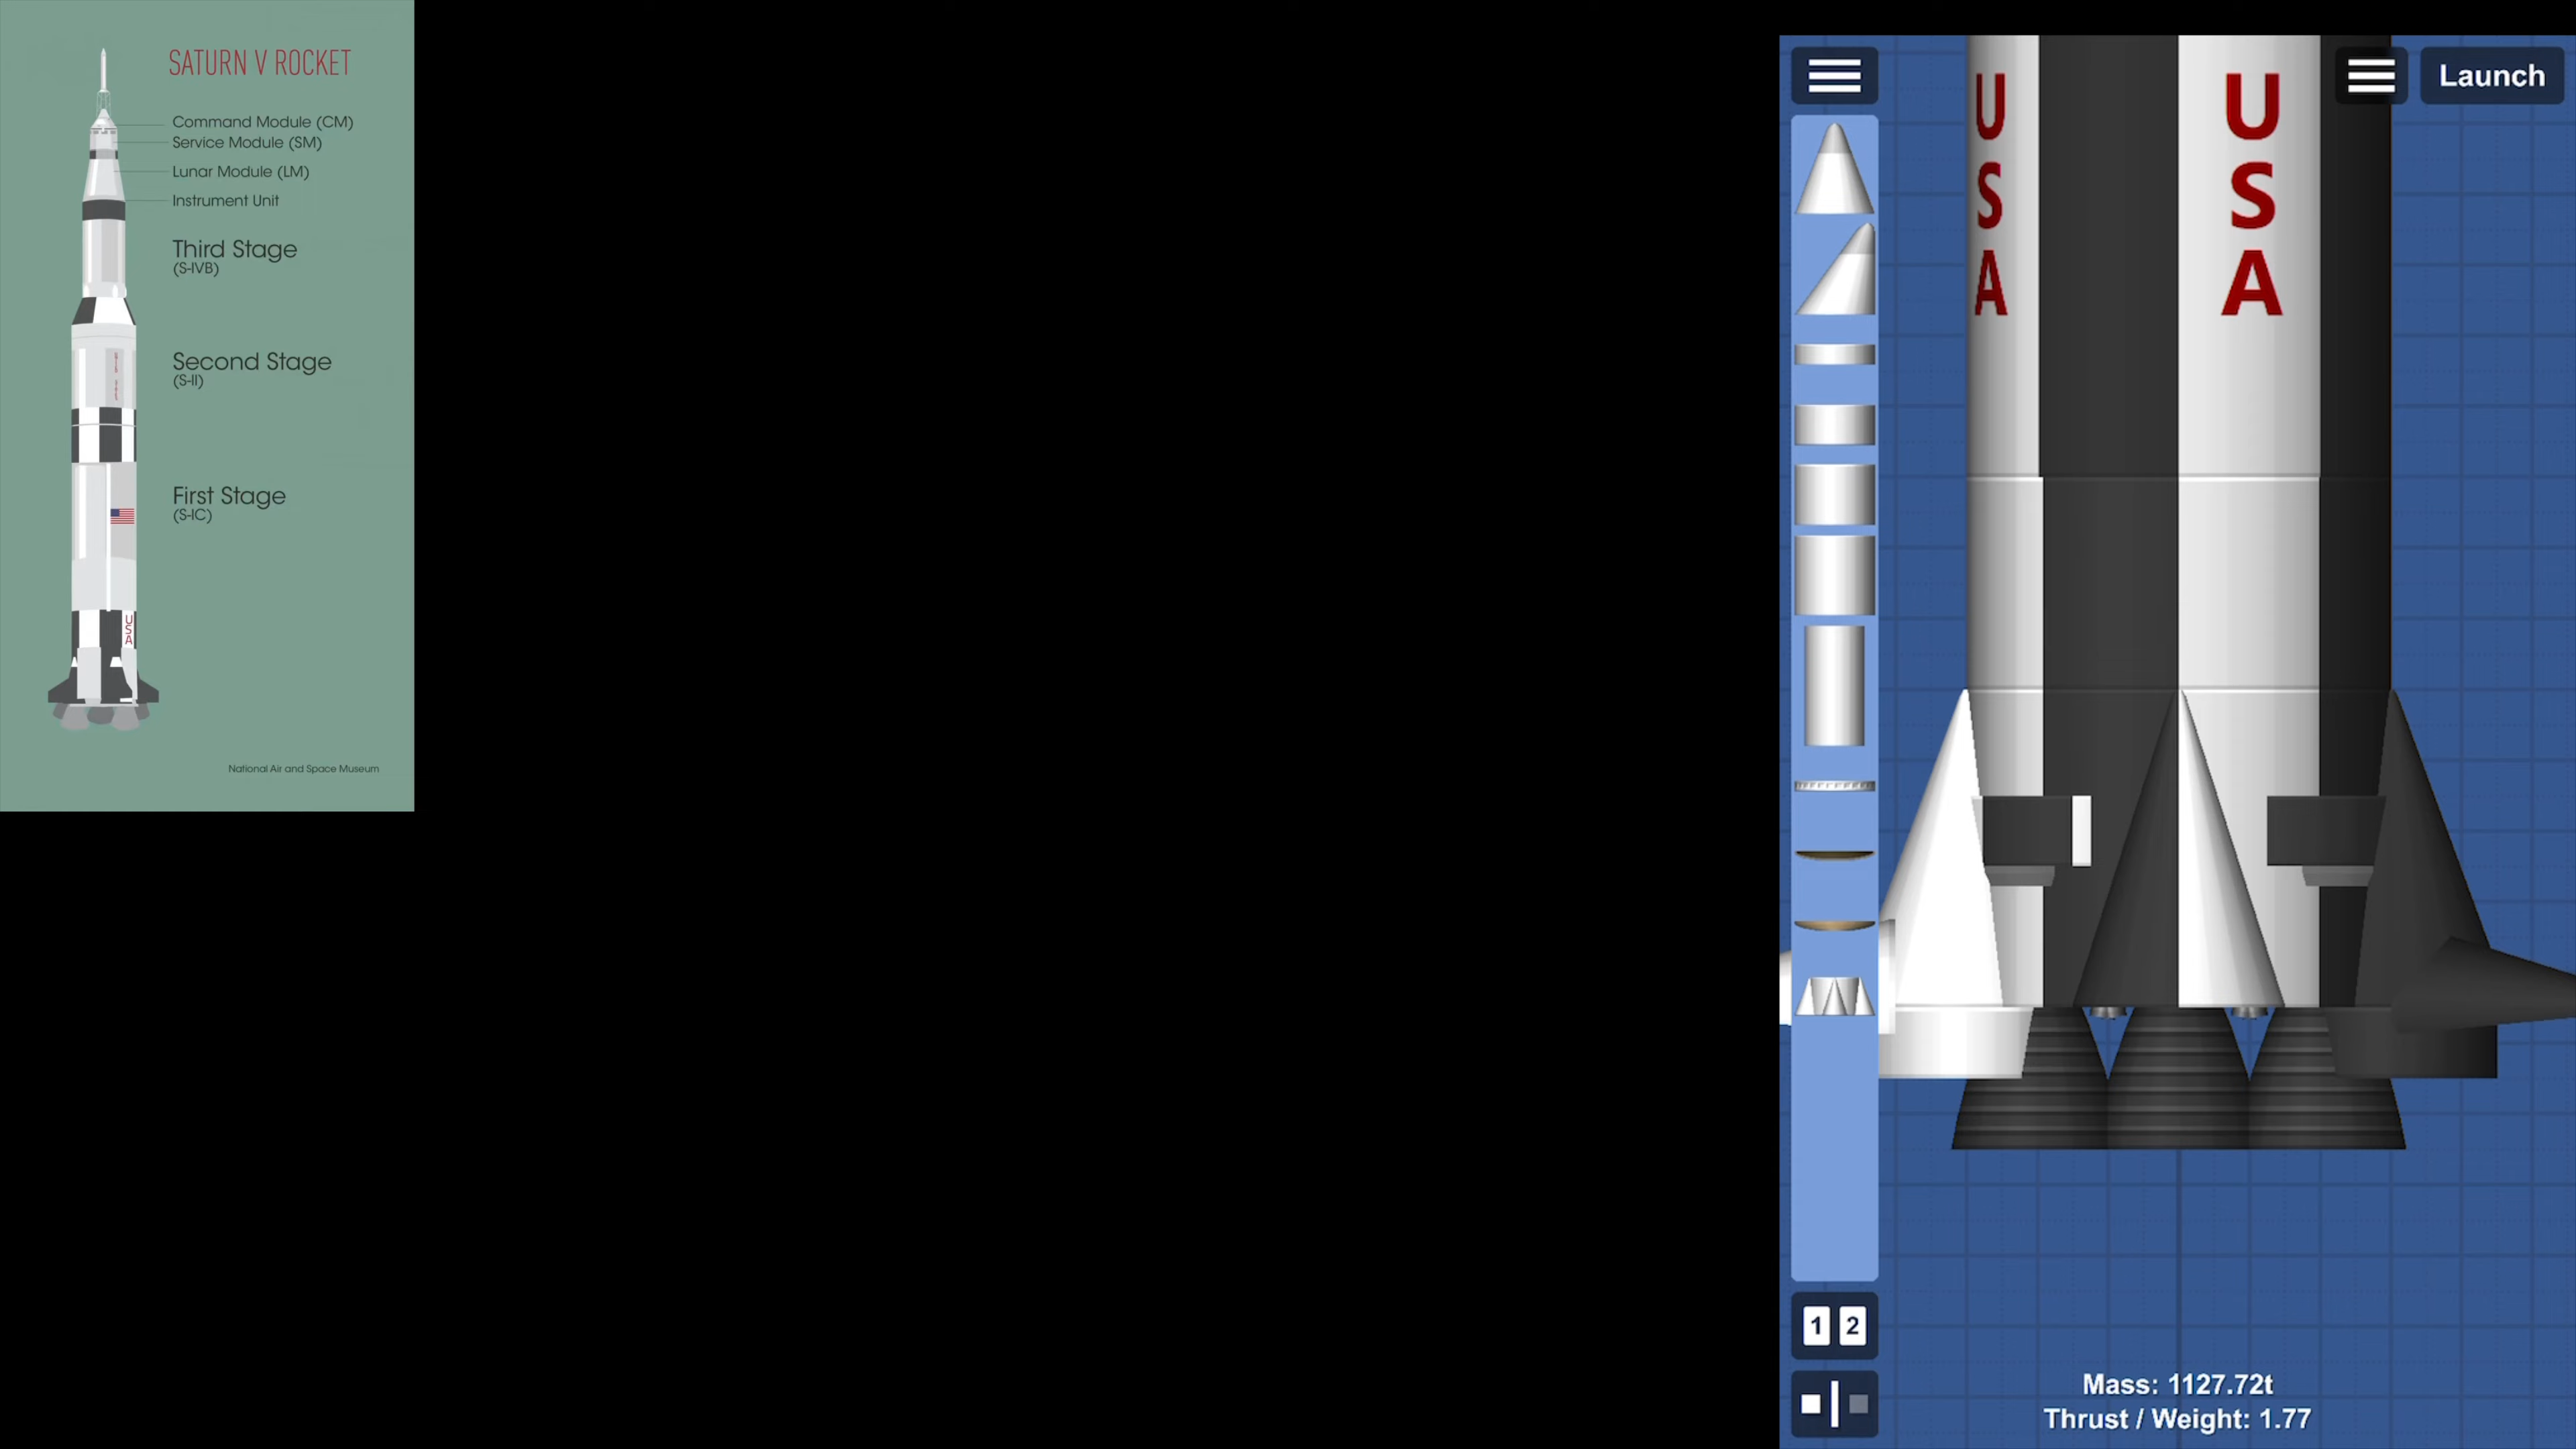 SATURN V ROCKET
Command Module (CM)
Service Module (SM)
Lunar Module (LM)
Instrument Unit
Third Stage
(S-IVB)
Second Stage
(S-II)
First Stage
(S-IC)
USA
National Air and Space Museum
Launch
U
S
A
U
S
A
1 2
Mass: 1127.72t
Thrust / Weight: 1.77